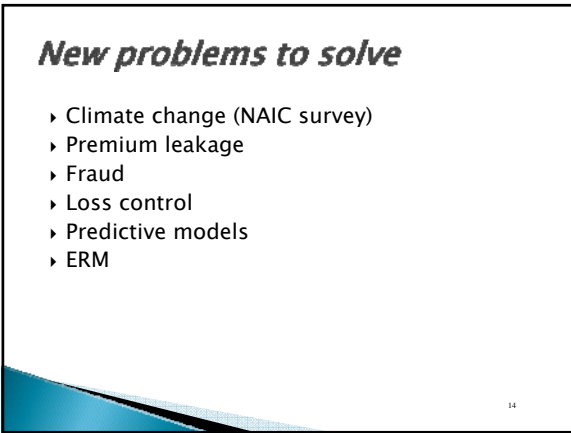 New problems to solve
Climate change (NAIC survey)
Premium leakage
Fraud
Loss control
Predictive models
ERM
14